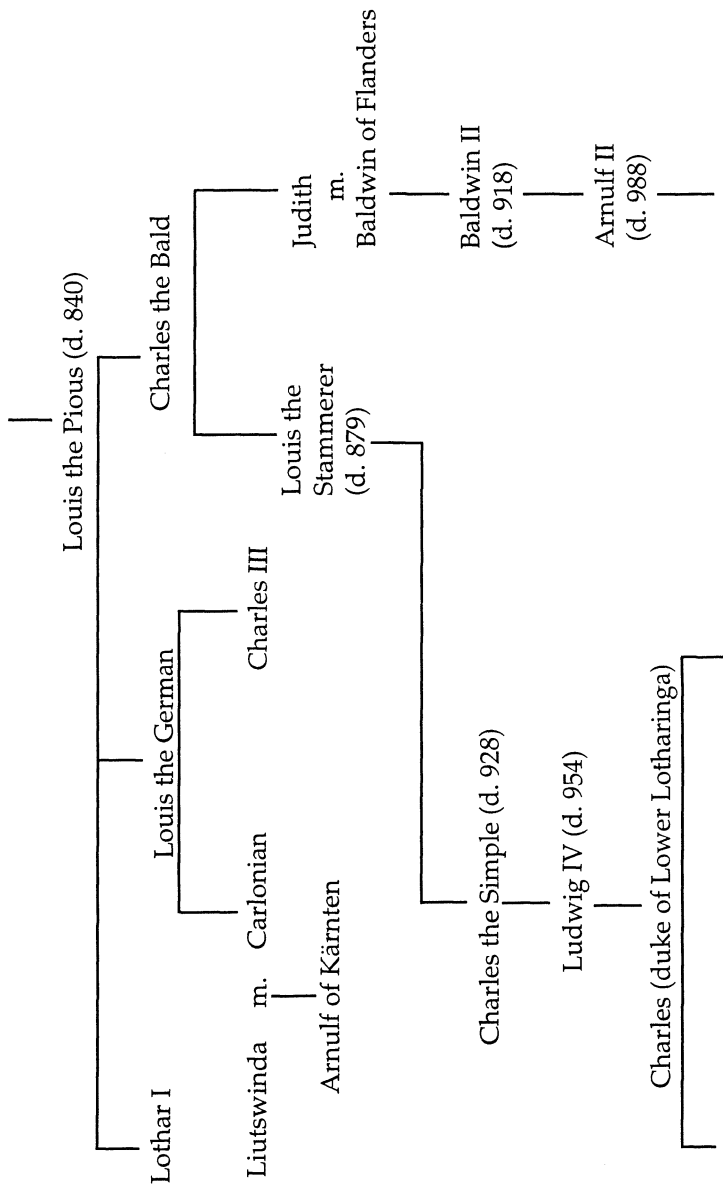 Louis the Pious (d. 840)
Lothar I
Louis the German
Charles the Bald
Liutswinda m. Carlonian
Charles III
Louis the
Stammerer
(d. 879)
Judith
m.
Baldwin of Flanders
Arnulf of Kärnten
Baldwin II
(d. 918)
Charles the Simple (d. 928)
Ludwig IV (d. 954)
Arnulf II
(d. 988)
Charles (duke of Lower Lotharinga)